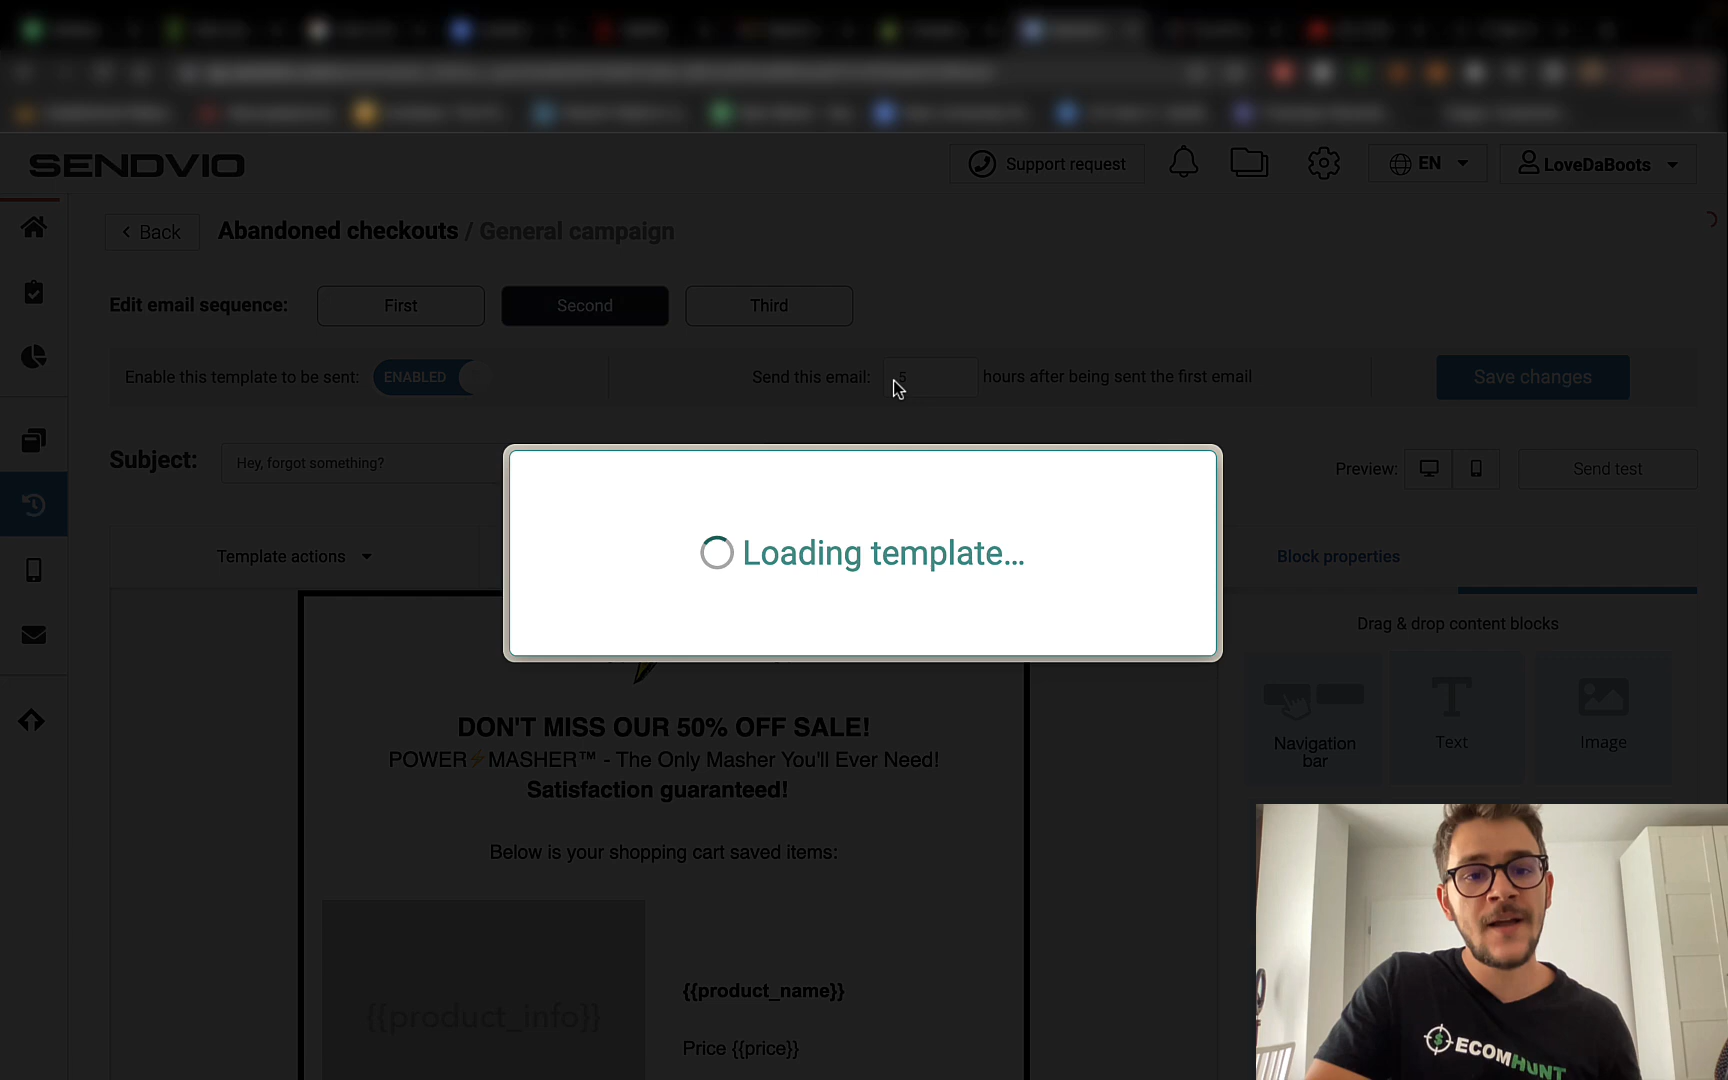 SENDVIO
Support request
EN
LoveDaBoots
Back
Abandoned checkouts / General campaign
Edit email sequence:
First
Second
Third
Enable this template to be sent:
ENABLED
Send this email:
5
hours after being sent the first email
Save changes
Subject:
Hey, forgot something?
Preview:
Send test
Template actions
Loading template...
Block properties
Drag & drop content blocks
Navigation
bar
Text
Image
DON'T MISS OUR 50% OFF SALE!
POWER⚡MASHER™ - The Only Masher You'll Ever Need!
Satisfaction guaranteed!
Below is your shopping cart saved items:
{{product_info}}
{{product_name}}
Price {{price}}
ECOMHUNT